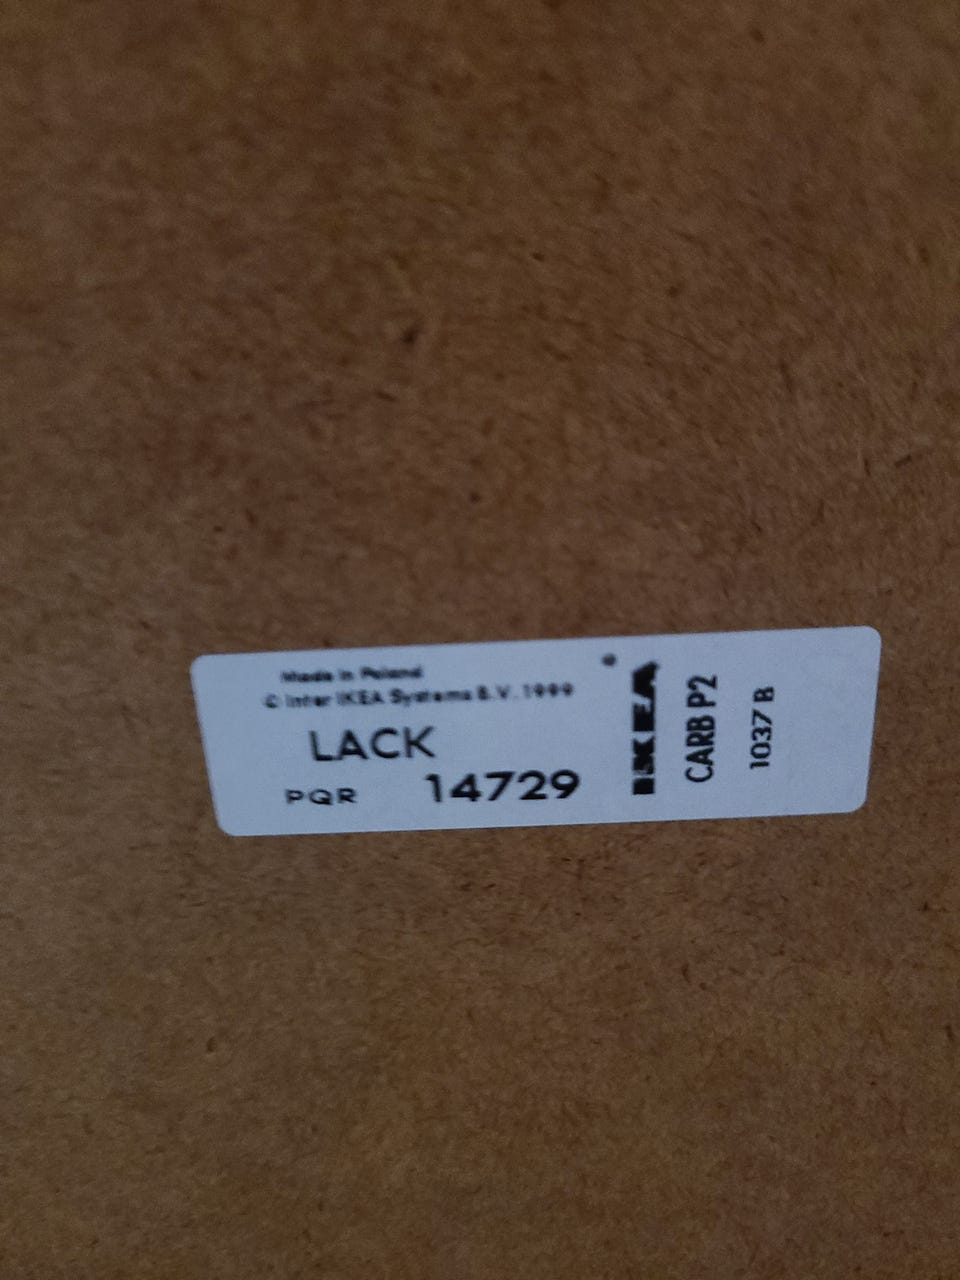 Made in Poland
© Inter IKEA Systems B.V. 1999
LACK
PQR 14729
IKEA
CARB P2
1037 B